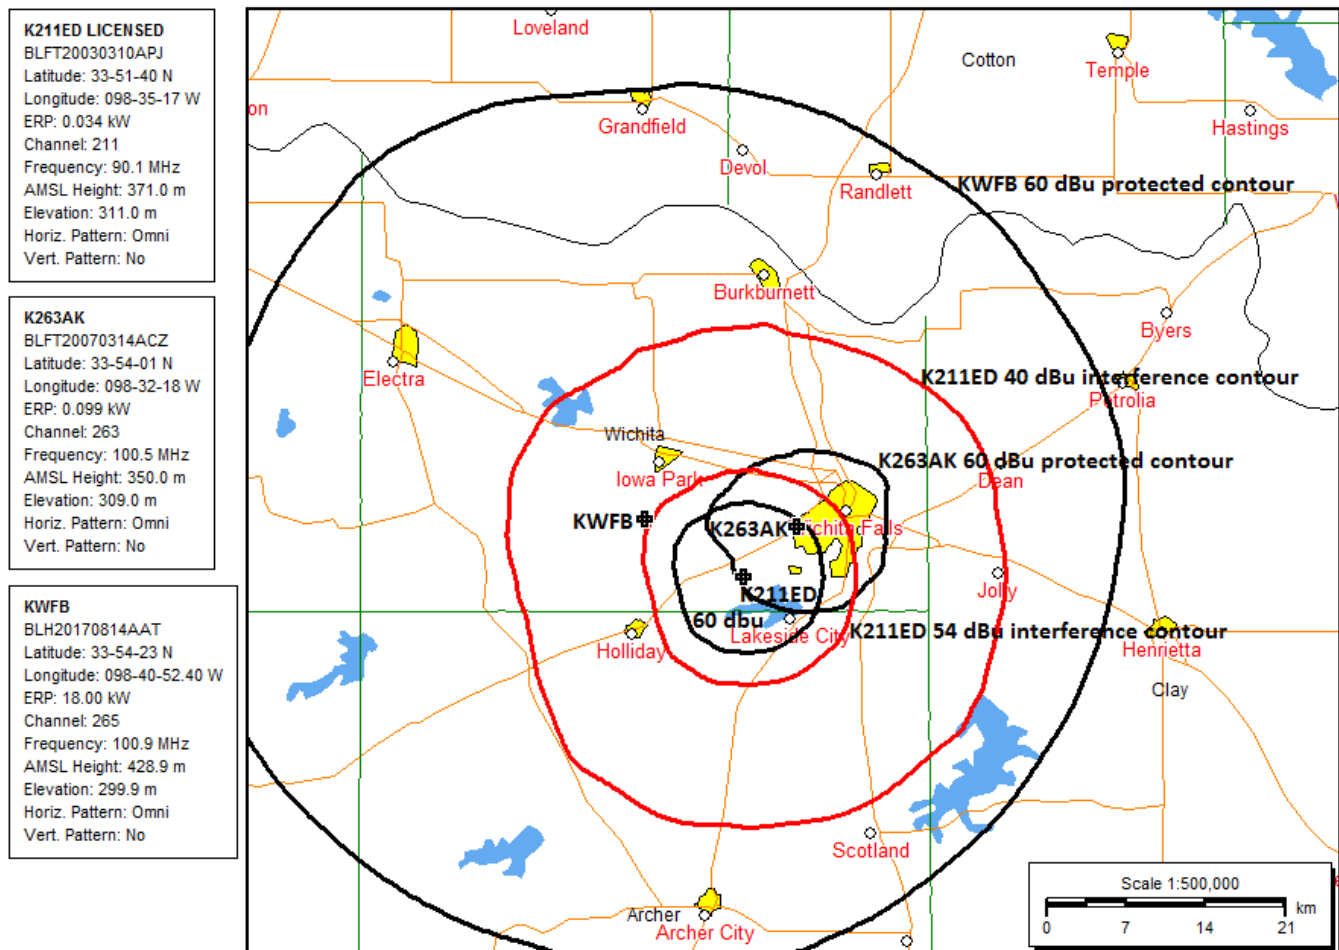 K211ED LICENSED
BLFT20030310APJ
Latitude: 33-51-40 N
Longitude: 098-35-17 W
ERP: 0.034 kW
Channel: 211
Frequency: 90.1 MHz
AMSL Height: 371.0 m
Elevation: 311.0 m
Horiz. Pattern: Omni
Vert. Pattern: No
K263AK
BLFT20070314ACZ
Latitude: 33-54-01 N
Longitude: 098-32-18 W
ERP: 0.099 kW
Channel: 263
Frequency: 100.5 MHz
AMSL Height: 350.0 m
Elevation: 309.0 m
Horiz. Pattern: Omni
Vert. Pattern: No
KWFB
BLH20170814AAT
Latitude: 33-54-23 N
Longitude: 098-40-52.40 W
ERP: 18.00 kW
Channel: 265
Frequency: 100.9 MHz
AMSL Height: 428.9 m
Elevation: 299.9 m
Horiz. Pattern: Omni
Vert. Pattern: No
Loveland
Cotton
Temple
on
Grandfield
Hastings
Devol
Randlett
KWFB 60 dBu protected contour
Burkburnett
Byers
Electra
K211ED 40 dBu interference contour
Petrolia
Wichita
K263AK 60 dBu protected contour
Iowa Park
Dean
KWFB
K263AK
Wichita Falls
K211ED
Jolly
60 dbu
Lakeside City
K211ED 54 dBu interference contour
Holliday
Henrietta
Clay
Scotland
Archer
Archer City
Scale 1:500,000
km
0 7 14 21